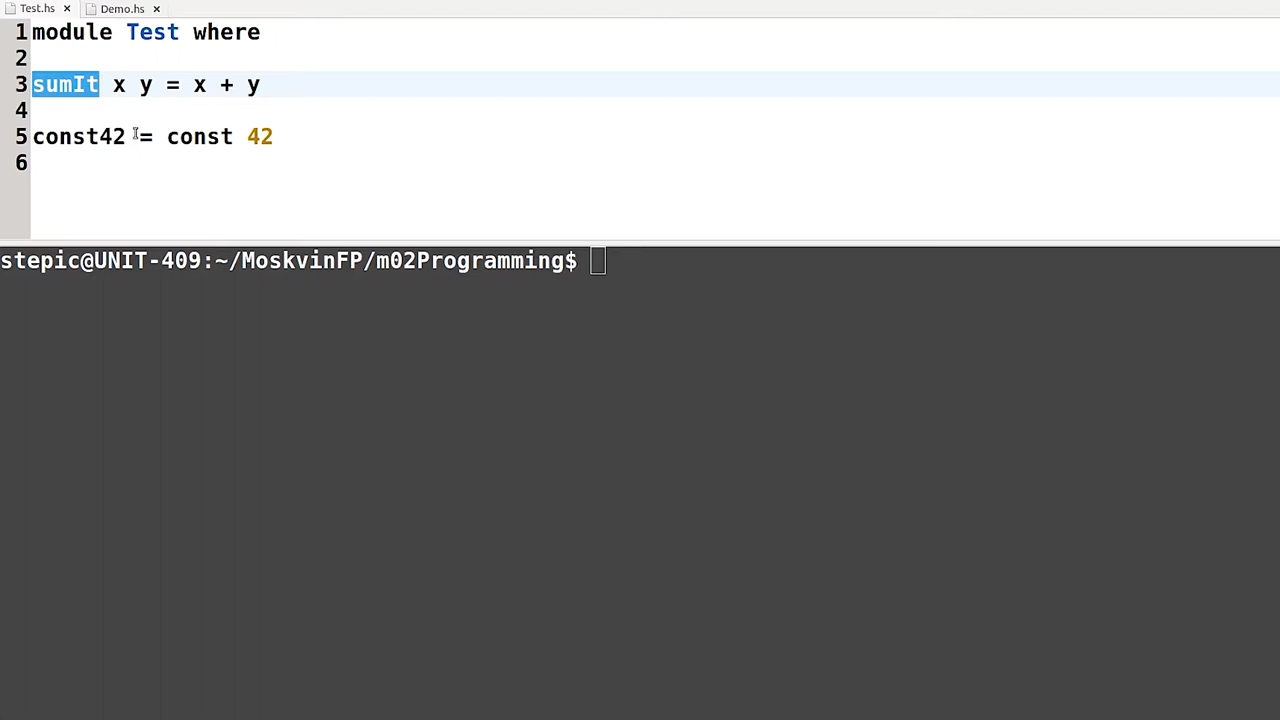 Test.hs × Demo.hs ×
1 module Test where
2
3 sumIt x y = x + y
4
5 const42 = const 42
6
stepic@UNIT-409:~/MoskvinFP/m02Programming$